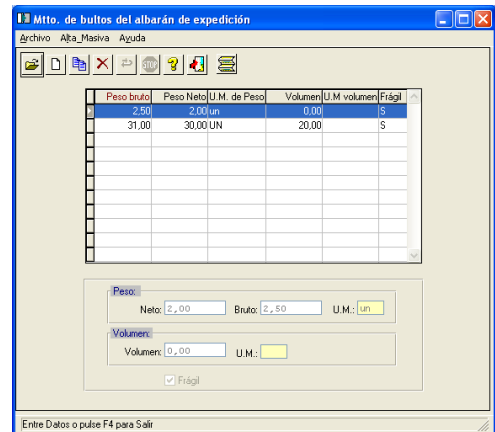 Mtto. de bultos del albarán de expedición
Archivo Alta_Masiva Ayuda
STOP
Peso bruto Peso Neto U.M. de Peso Volumen U.M volumen Frágil
2,50 2,00 un 0,00 S
31,00 30,00 UN 20,00 S
Peso:
Neto: 2,00 Bruto: 2,50 U.M.: un
Volumen:
Volumen: 0,00 U.M.:
Frágil
Entre Datos o pulse F4 para Salir